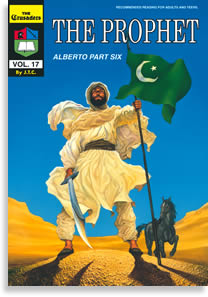 RECOMMENDED READING FOR ADULTS AND TEENS
The
Crusaders
THE PROPHET
ALBERTO PART SIX
VOL. 17
By J.T.C.